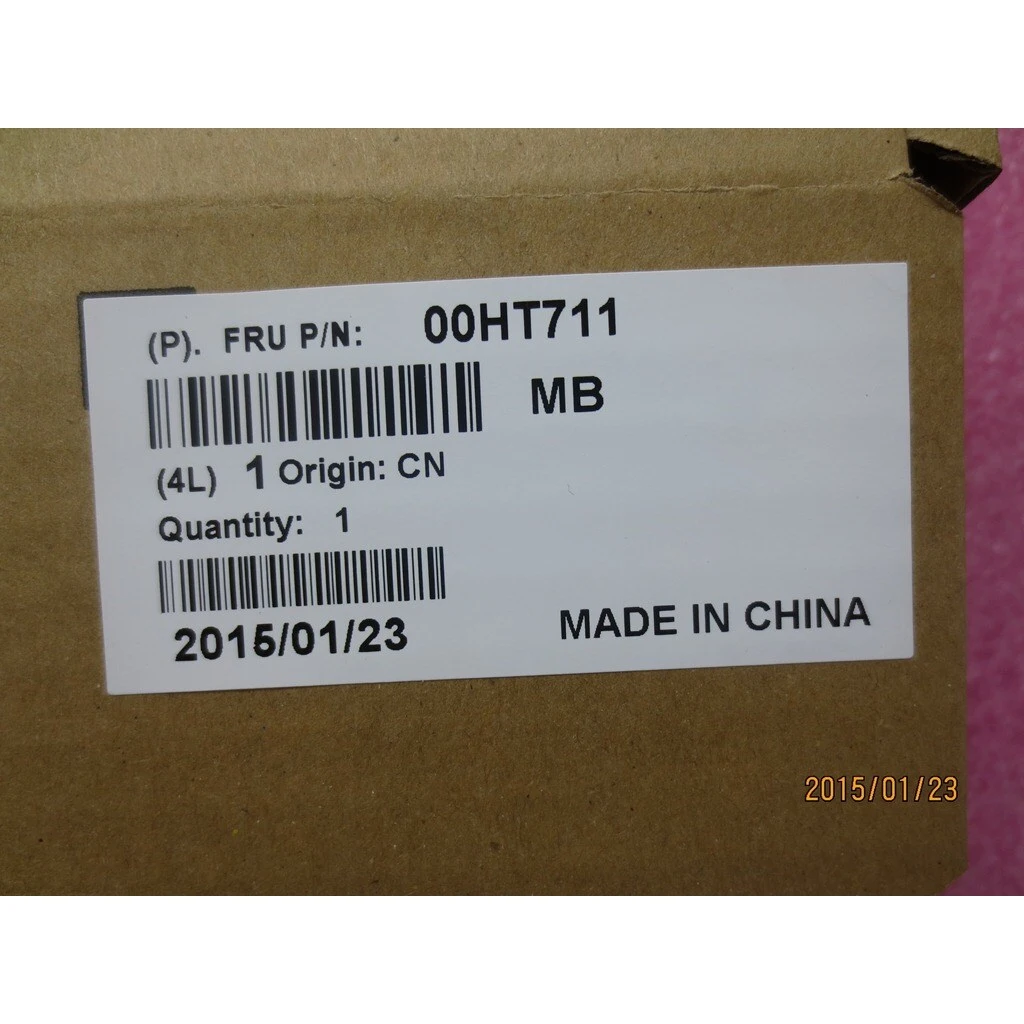 (P). FRU P/N: 00HT711
MB
(4L) 1 Origin: CN
Quantity: 1
2015/01/23
MADE IN CHINA
2015/01/23